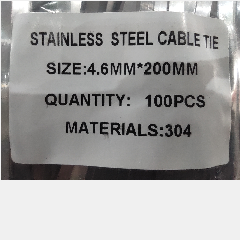 STAINLESS STEEL CABLE TIE
SIZE:4.6MM*200MM
QUANTITY: 100PCS
MATERIALS:304